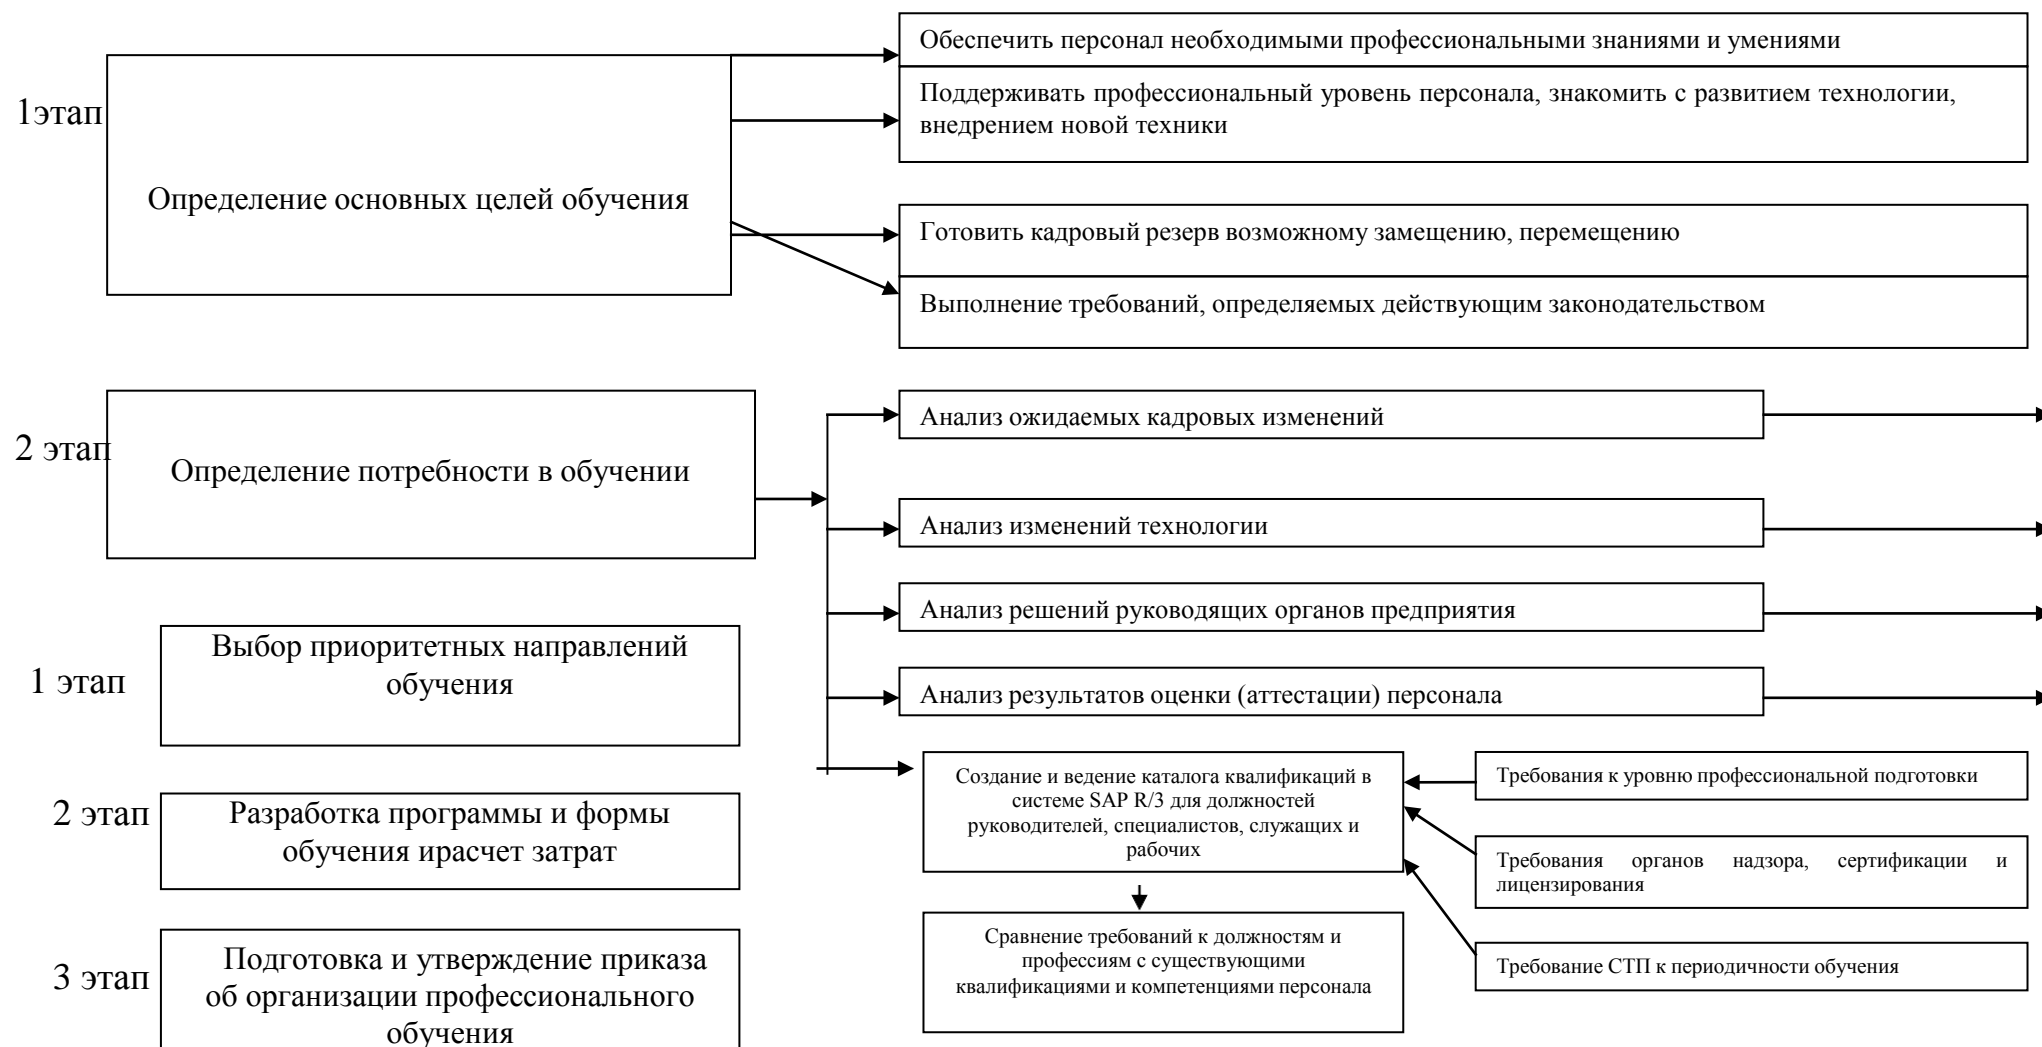 Обеспечить персонал необходимыми профессиональными знаниями и умениями
1этап
Поддерживать профессиональный уровень персонала, знакомить с развитием технологии,
внедрением новой техники
Определение основных целей обучения
Готовить кадровый резерв возможному замещению, перемещению
Выполнение требований, определяемых действующим законодательством
2 этап
Определение потребности в обучении
Анализ ожидаемых кадровых изменений
Анализ изменений технологии
Анализ решений руководящих органов предприятия
Анализ результатов оценки (аттестации) персонала
1 этап
Выбор приоритетных направлений
обучения
2 этап
Разработка программы и формы
обучения ирасчет затрат
3 этап
Подготовка и утверждение приказа
об организации профессионального
обучения
Создание и ведение каталога квалификаций в
системе SAP R/3 для должностей
руководителей, специалистов, служащих и
рабочих
Требования к уровню профессиональной подготовки
Требования органов надзора, сертификации и
лицензирования
Требование СТП к периодичности обучения
Сравнение требований к должностям и
профессиям с существующими
квалификациями и компетенциями персонала